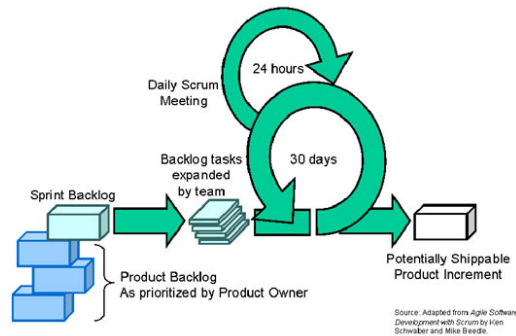 24 hours
Daily Scrum
Meeting
Backlog tasks
expanded
by team
30 days
Sprint Backlog
Potentially Shippable
Product Increment
Product Backlog
As prioritized by Product Owner
Source: Adapted from Agile Software
Development with Scrum by Ken
Schwaber and Mike Beedle.